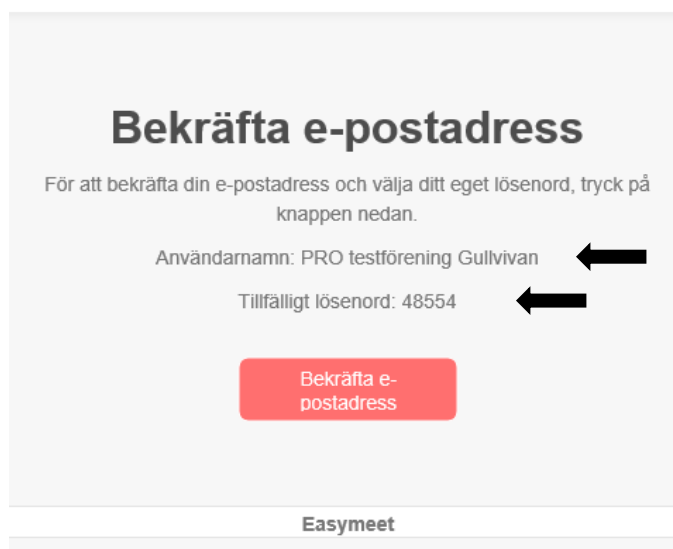 Bekräfta e-postadress
För att bekräfta din e-postadress och välja ditt eget lösenord, tryck på
knappen nedan.
Användarnamn: PRO testförening Gullvivan
Tillfälligt lösenord: 48554
Bekräfta e-
postadress
Easymeet